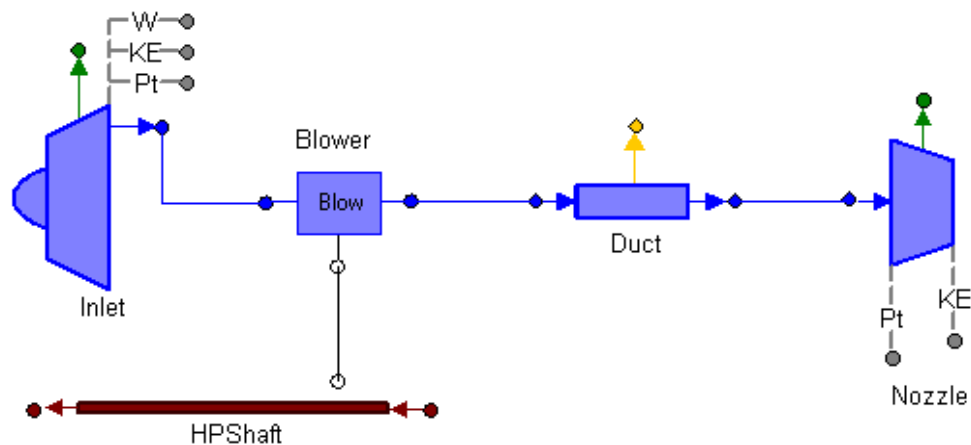 W
KE
Pt
Blower
Blow
Inlet
Duct
KE
Pt
Nozzle
HPShaft